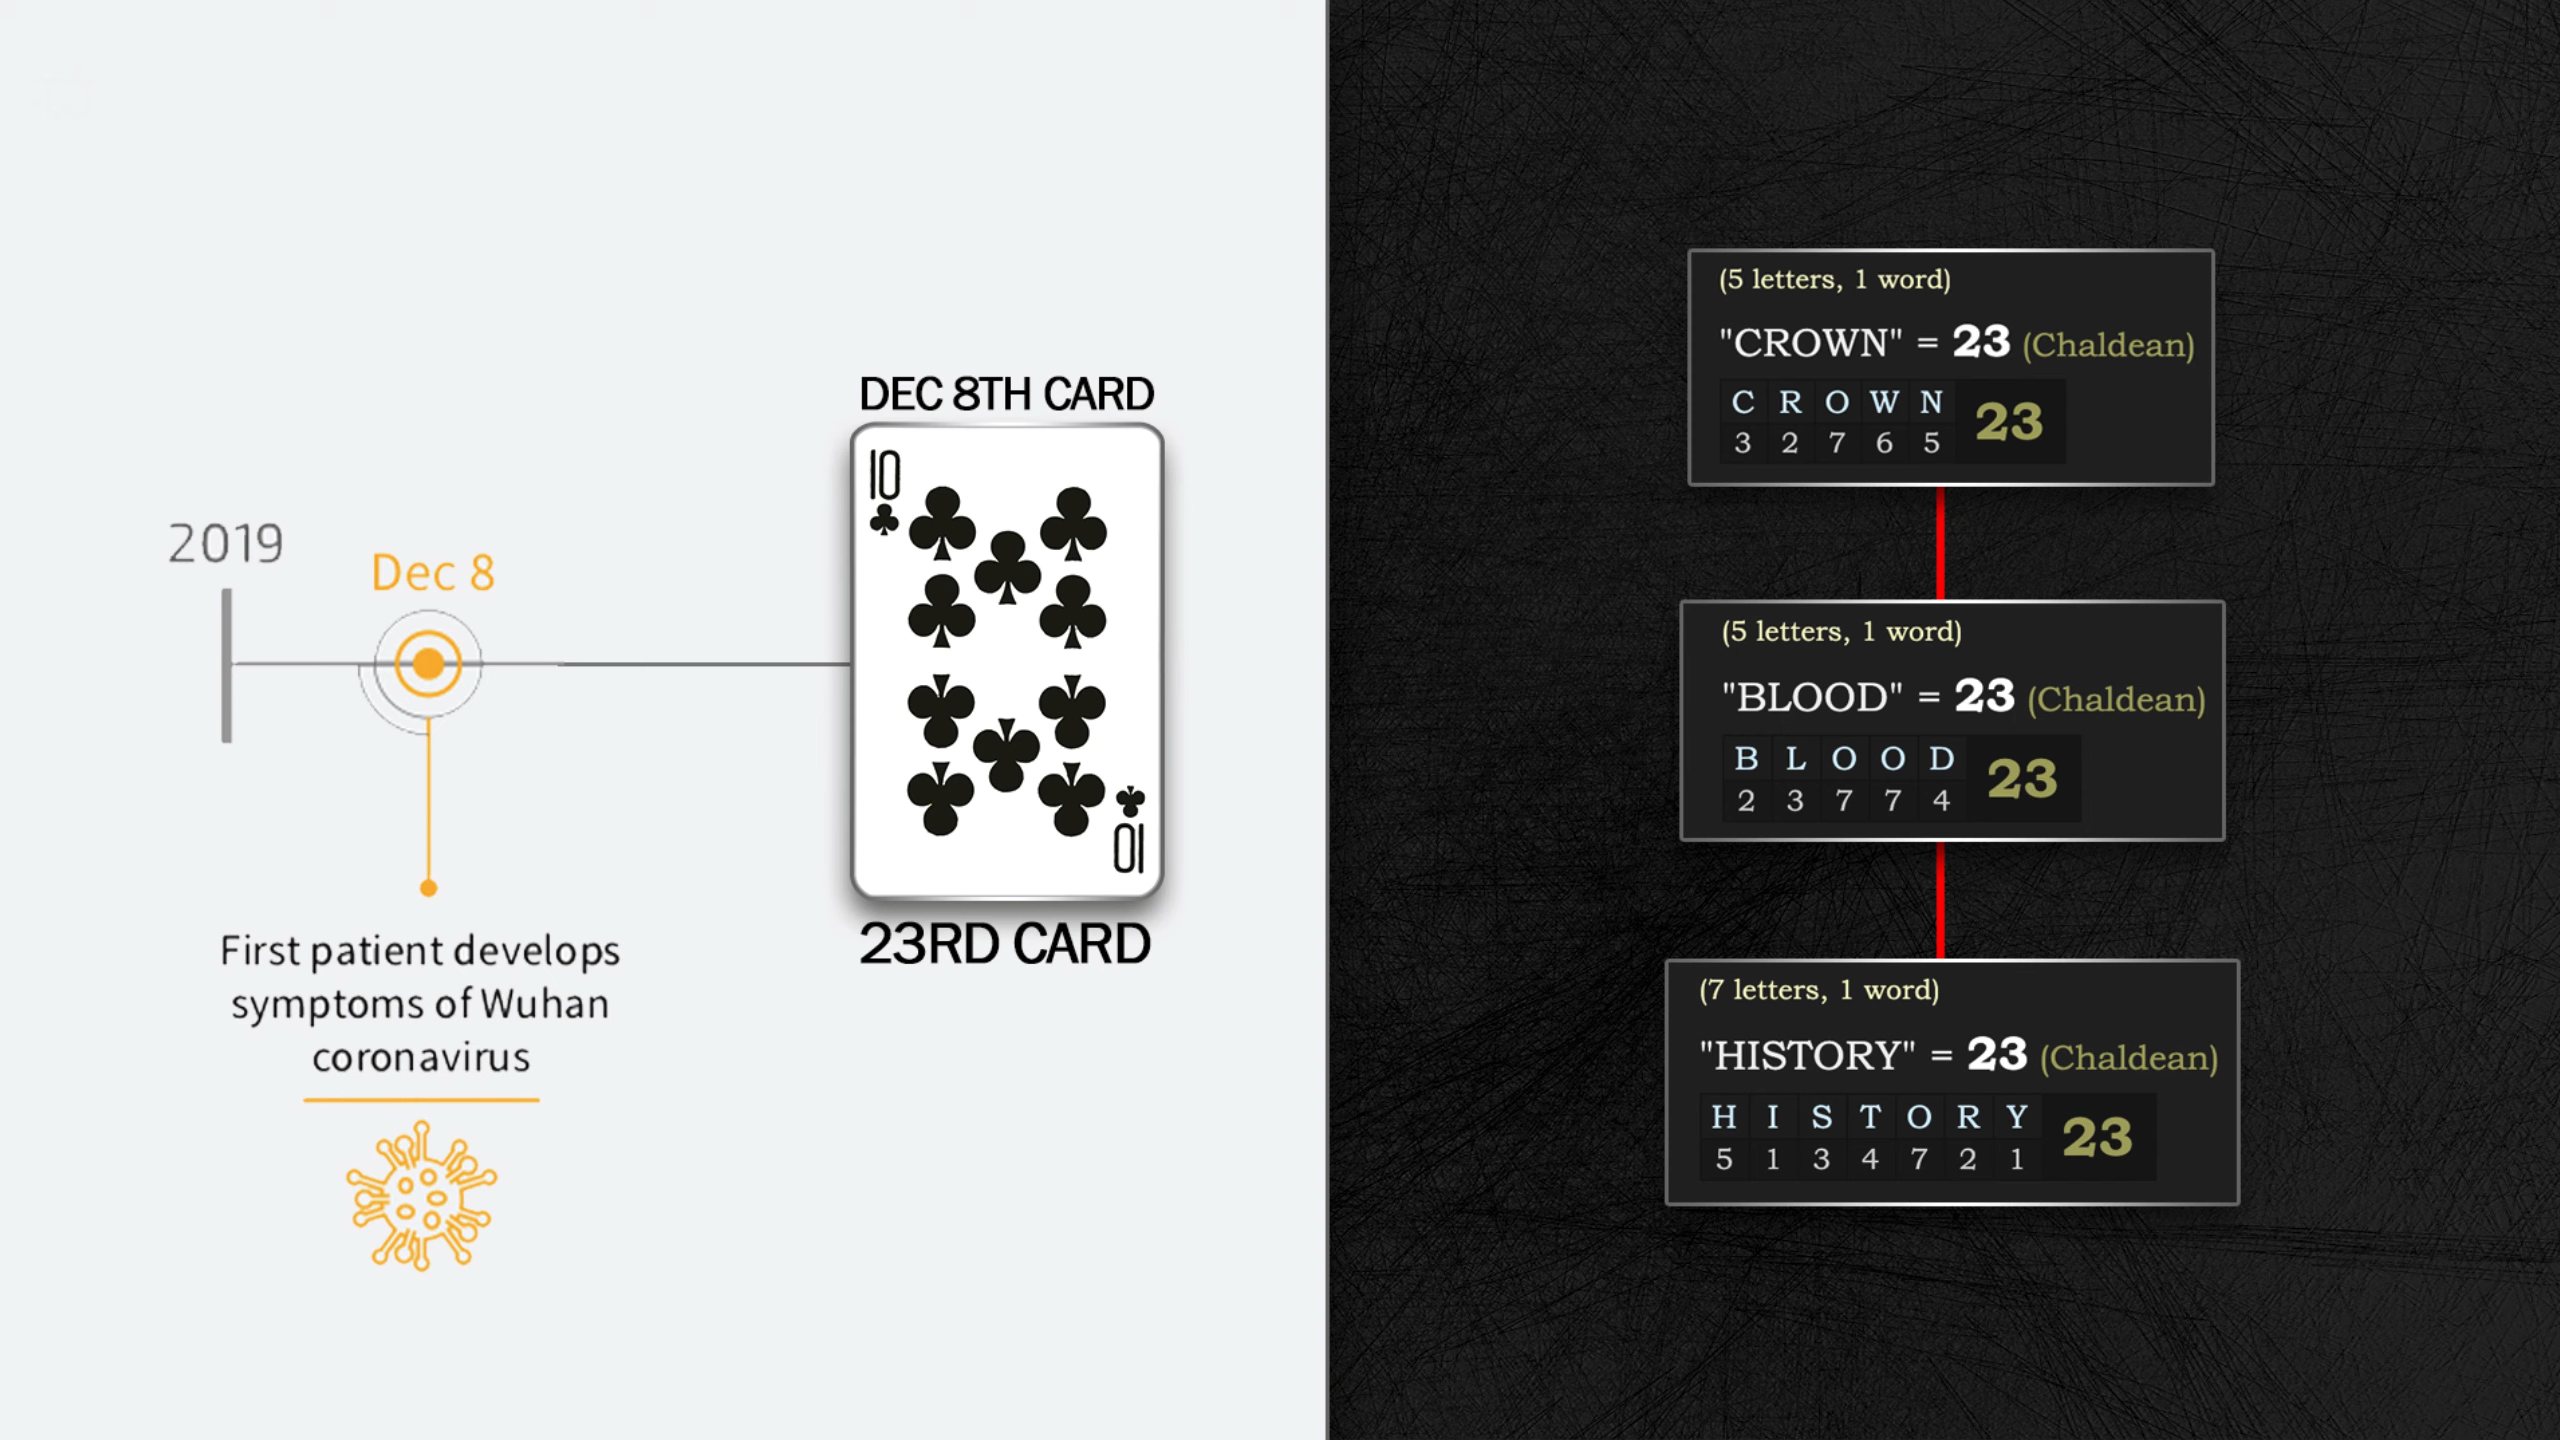 2019
Dec 8
First patient develops
symptoms of Wuhan
coronavirus
DEC 8TH CARD
10
10
23RD CARD
(5 letters, 1 word)
"CROWN" = 23 (Chaldean)
C R O W N 23
3 2 7 6 5
(5 letters, 1 word)
"BLOOD" = 23 (Chaldean)
B L O O D 23
2 3 7 7 4
(7 letters, 1 word)
"HISTORY" = 23 (Chaldean)
H I S T O R Y 23
5 1 3 4 7 2 1